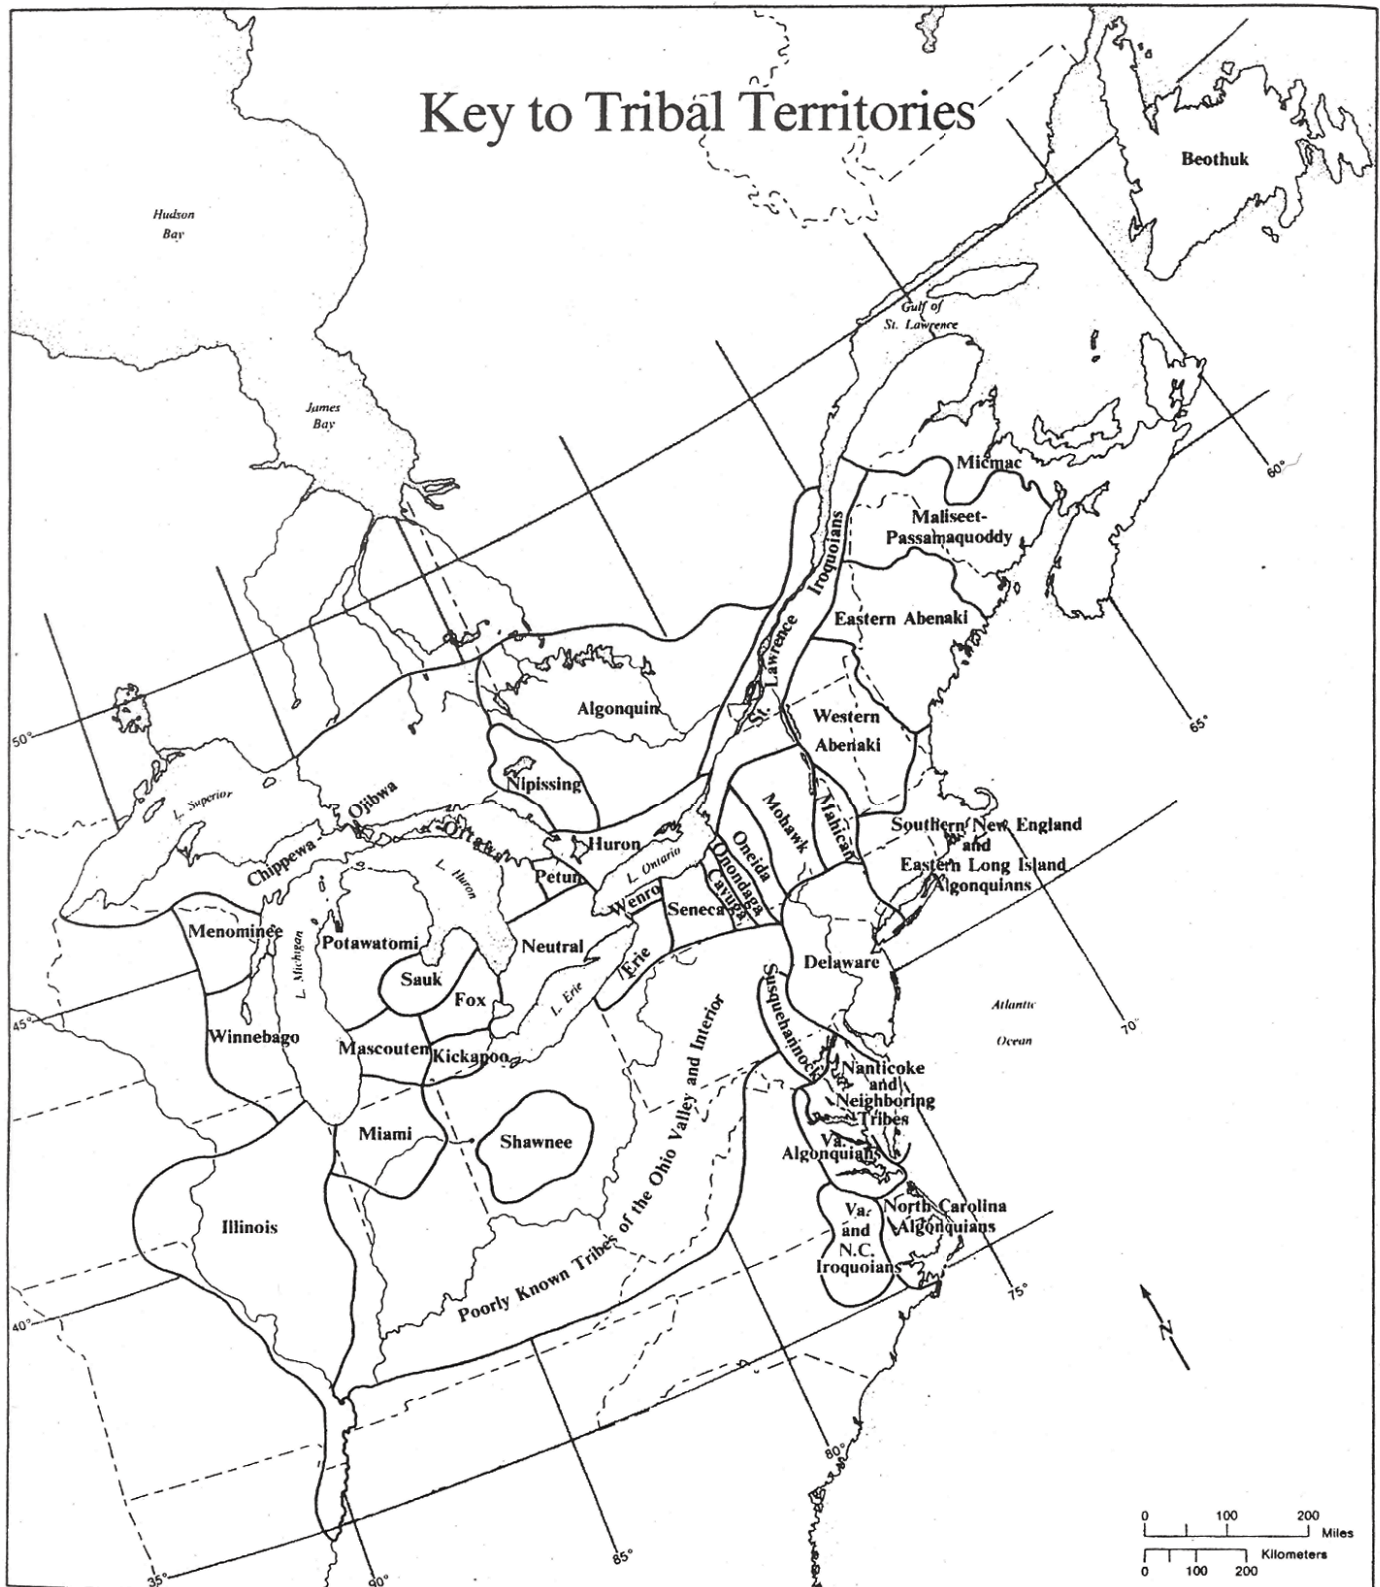 Key to Tribal Territories
Beothuk
Hudson
Bay
Gulf of
St. Lawrence
James
Bay
Micmac
60°
Maliseet-
Passamaquoddy
St. Lawrence Iroquoians
Eastern Abenaki
Algonquin
Western
Abenaki
65°
50°
Nipissing
L. Superior
Chippewa Ojibwa
Ottawa
Huron
Mohawk
Mahican
Southern New England
and
Eastern Long Island
Algonquians
L. Ontario
Oneida
Onondaga
Cayuga
Petun
L. Huron
Wenro
Seneca
Menominee
Potawatomi
Neutral
L. Michigan
Erie
Delaware
Sauk
Fox
L. Erie
Susquehannock
Atlantic
Ocean
45°
70°
Winnebago
Mascouten
Kickapoo
Nanticoke
and
Neighboring
Tribes
Miami
Shawnee
Va.
Algonquians
Poorly Known Tribes of the Ohio Valley and Interior
Illinois
North Carolina
Algonquians
Va.
and
N.C.
Iroquoians
75°
40°
N
80°
85°
90°
35°
0 100 200
Miles
Kilometers
0 100 200